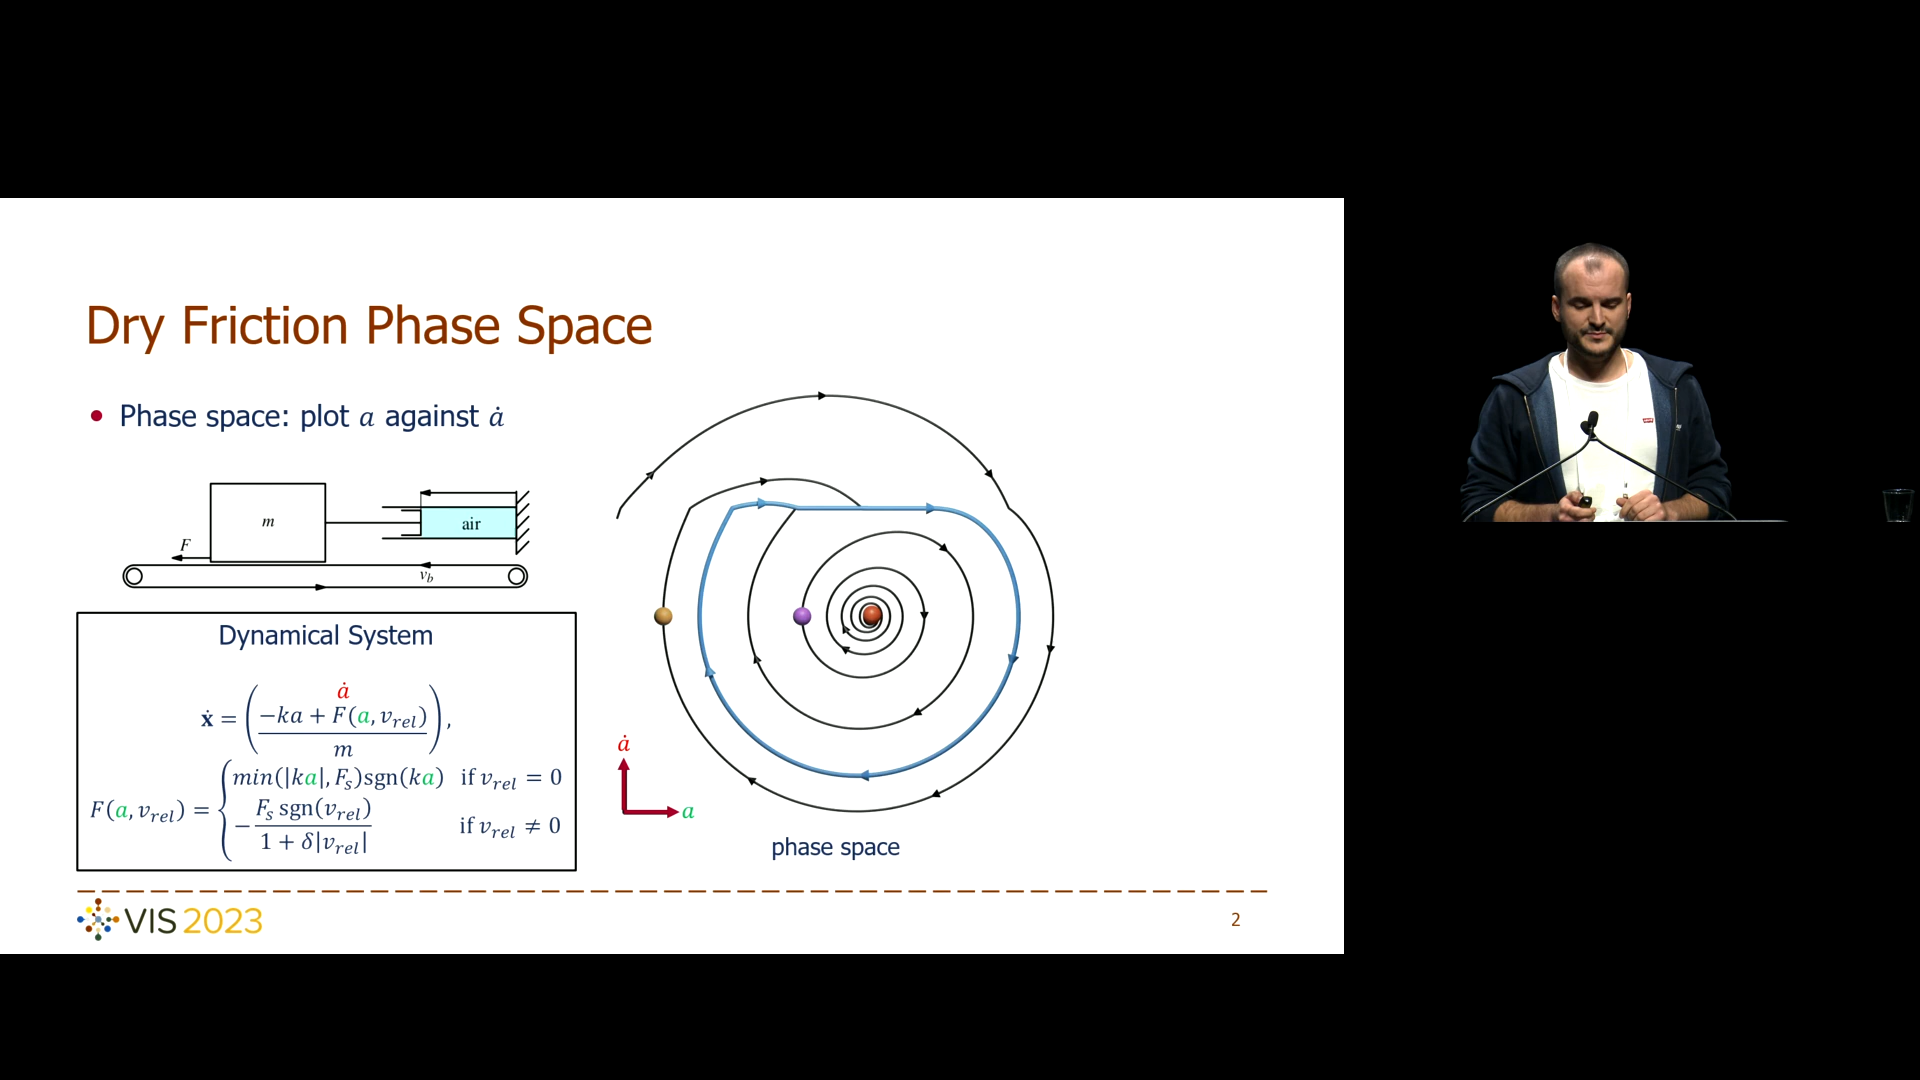 Dry Friction Phase Space
• Phase space: plot a against ȧ
m
air
F
v_b
Dynamical System
ȧ
ẋ = ( −ka + F(a, v_rel) ) ,
m
min(|ka|, F_s)sgn(ka) if v_rel = 0
F(a, v_rel) = {
− F_s sgn(v_rel)
1 + δ|v_rel| if v_rel ≠ 0
ȧ
a
phase space
VIS 2023
2